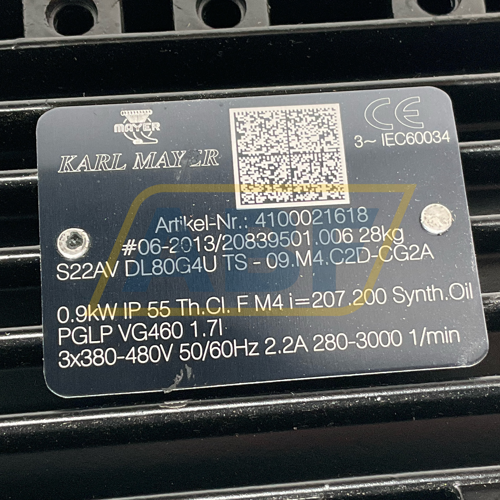 MAYER
KARL MAYER
CE
3~ IEC60034
Artikel-Nr.: 4100021618
#06-2013/20839501.006 28kg
S22AV DL80G4U TS - 09.M4.C2D-CG2A
0.9kW IP 55 Th.Cl. F M4 i=207.200 Synth.Oil
PGLP VG460 1.7l
3x380-480V 50/60Hz 2.2A 280-3000 1/min